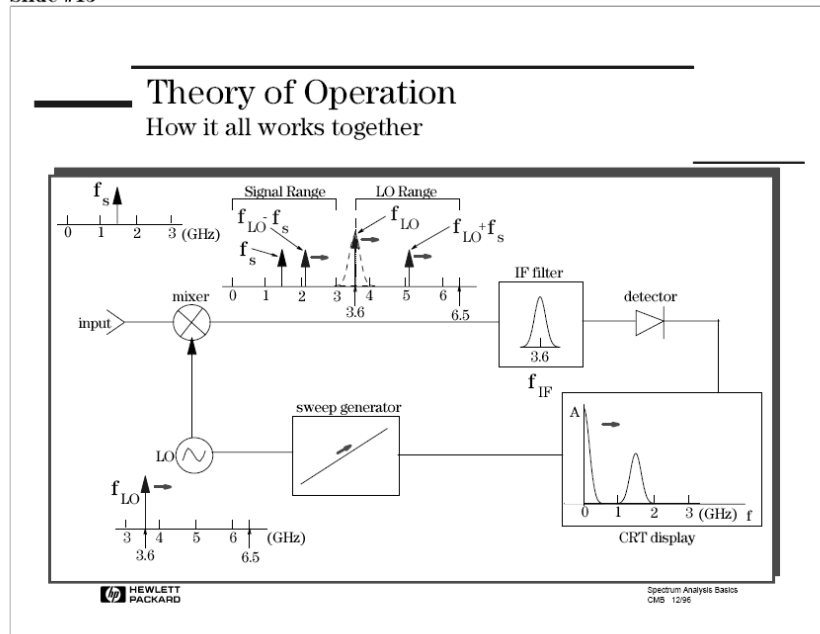 Theory of Operation
How it all works together
f s
0 1 2 3 (GHz)
Signal Range
LO Range
f LO - f s
f s
f LO
f LO + f s
0 1 2 3 4 5 6
3.6
6.5
mixer
input
IF filter
3.6
f IF
detector
sweep generator
LO
f LO
3 4 5 6 (GHz)
3.6
6.5
A
0 1 2 3 (GHz) f
CRT display
hp HEWLETT
PACKARD
Spectrum Analysis Basics
CMB 12/96